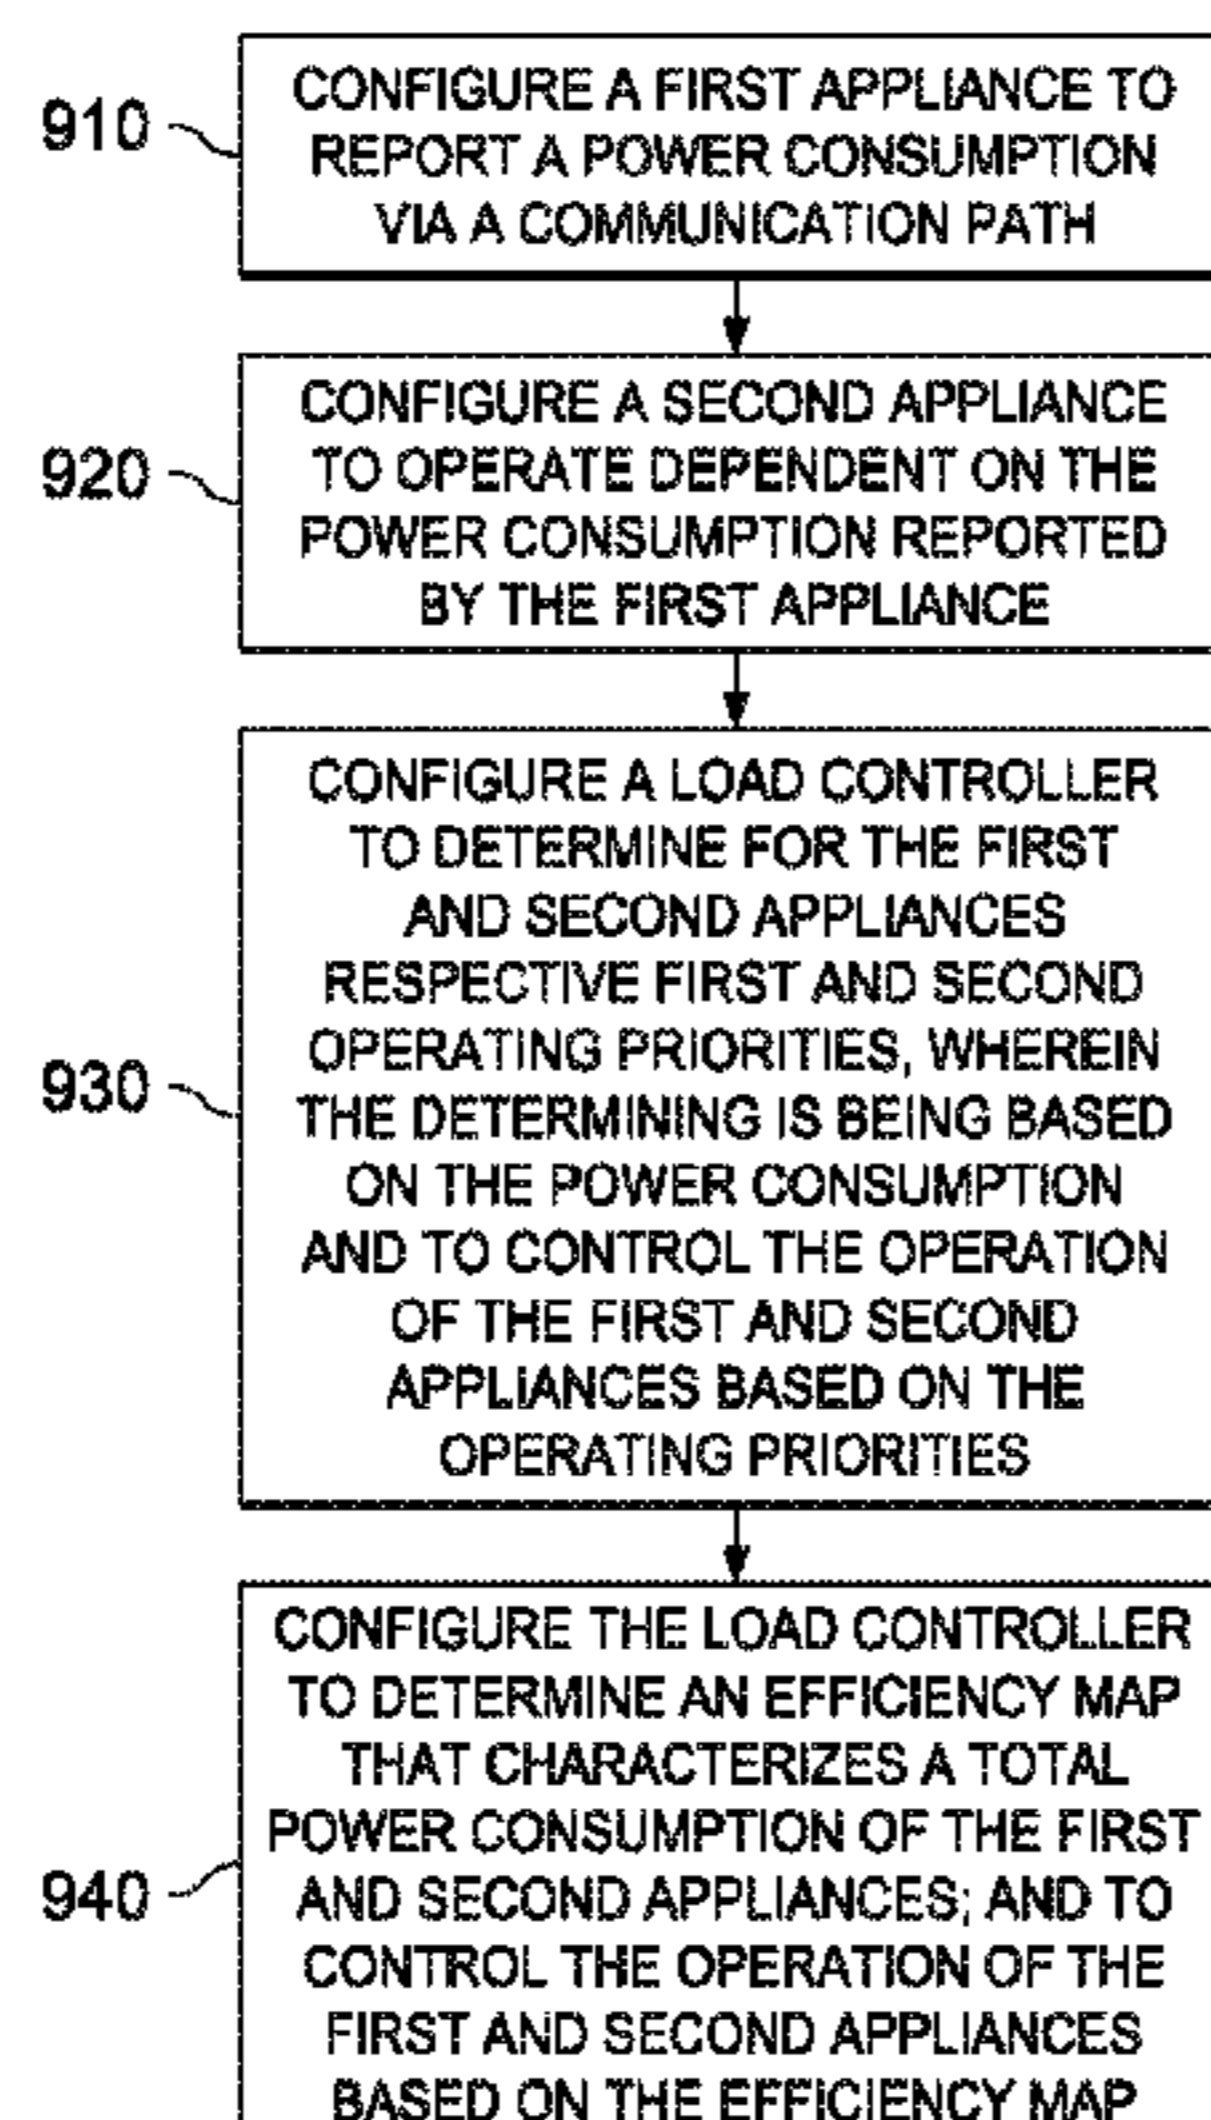 910
CONFIGURE A FIRST APPLIANCE TO
REPORT A POWER CONSUMPTION
VIA A COMMUNICATION PATH
920
CONFIGURE A SECOND APPLIANCE
TO OPERATE DEPENDENT ON THE
POWER CONSUMPTION REPORTED
BY THE FIRST APPLIANCE
930
CONFIGURE A LOAD CONTROLLER
TO DETERMINE FOR THE FIRST
AND SECOND APPLIANCES
RESPECTIVE FIRST AND SECOND
OPERATING PRIORITIES, WHEREIN
THE DETERMINING IS BEING BASED
ON THE POWER CONSUMPTION
AND TO CONTROL THE OPERATION
OF THE FIRST AND SECOND
APPLIANCES BASED ON THE
OPERATING PRIORITIES
940
CONFIGURE THE LOAD CONTROLLER
TO DETERMINE AN EFFICIENCY MAP
THAT CHARACTERIZES A TOTAL
POWER CONSUMPTION OF THE FIRST
AND SECOND APPLIANCES; AND TO
CONTROL THE OPERATION OF THE
FIRST AND SECOND APPLIANCES
BASED ON THE EFFICIENCY MAP